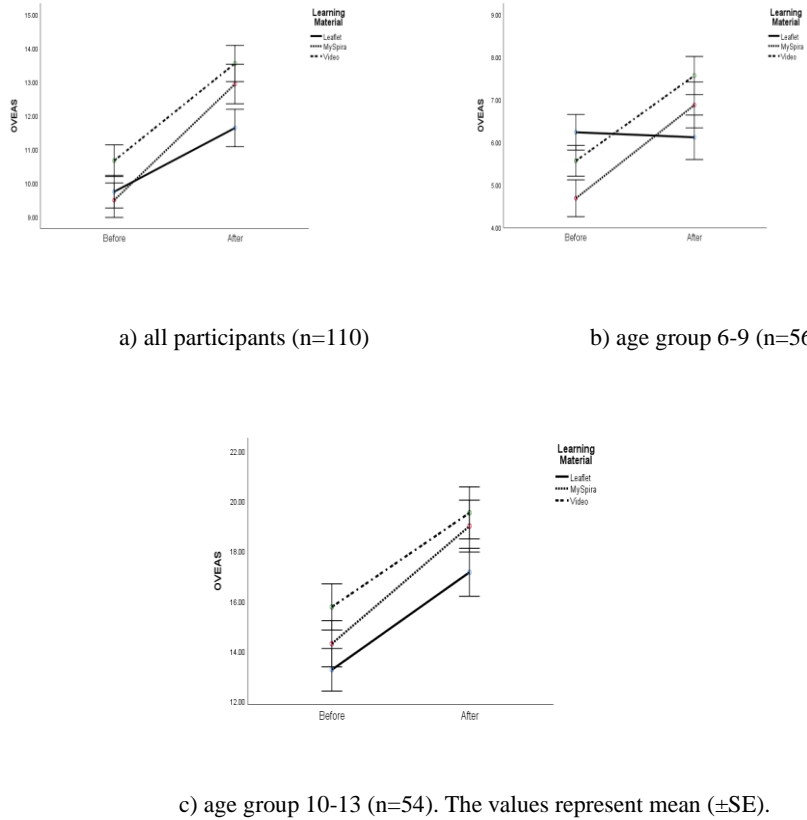 15.00
14.00
13.00
12.00
11.00
10.00
9.00
OVEAS
Before
After
Learning
Material
Leaflet
MySpira
Video
9.00
8.00
7.00
6.00
5.00
4.00
OVEAS
Before
After
Learning
Material
Leaflet
MySpira
Video
a) all participants (n=110)
b) age group 6-9 (n=56
22.00
20.00
18.00
16.00
14.00
12.00
OVEAS
Before
After
Learning
Material
Leaflet
MySpira
Video
c) age group 10-13 (n=54). The values represent mean (±SE).